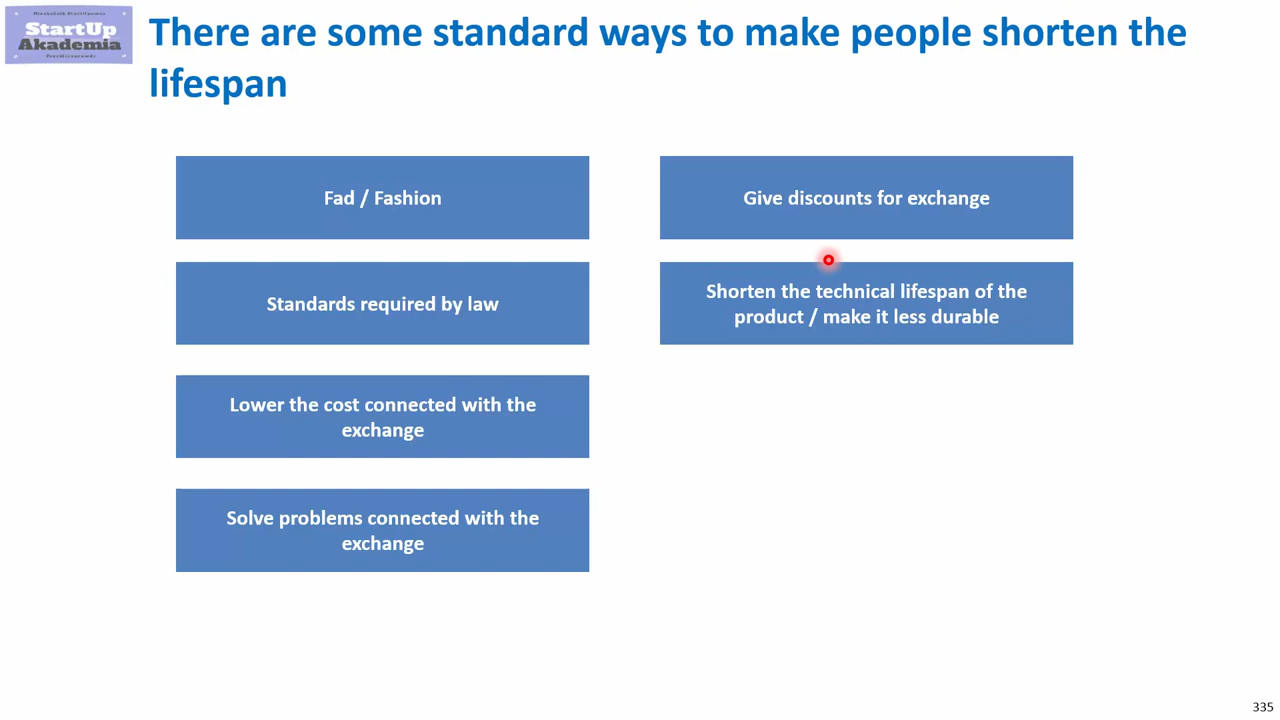 StartUp
Akademia
There are some standard ways to make people shorten the
lifespan
Fad / Fashion
Give discounts for exchange
Standards required by law
Shorten the technical lifespan of the
product / make it less durable
Lower the cost connected with the
exchange
Solve problems connected with the
exchange
335